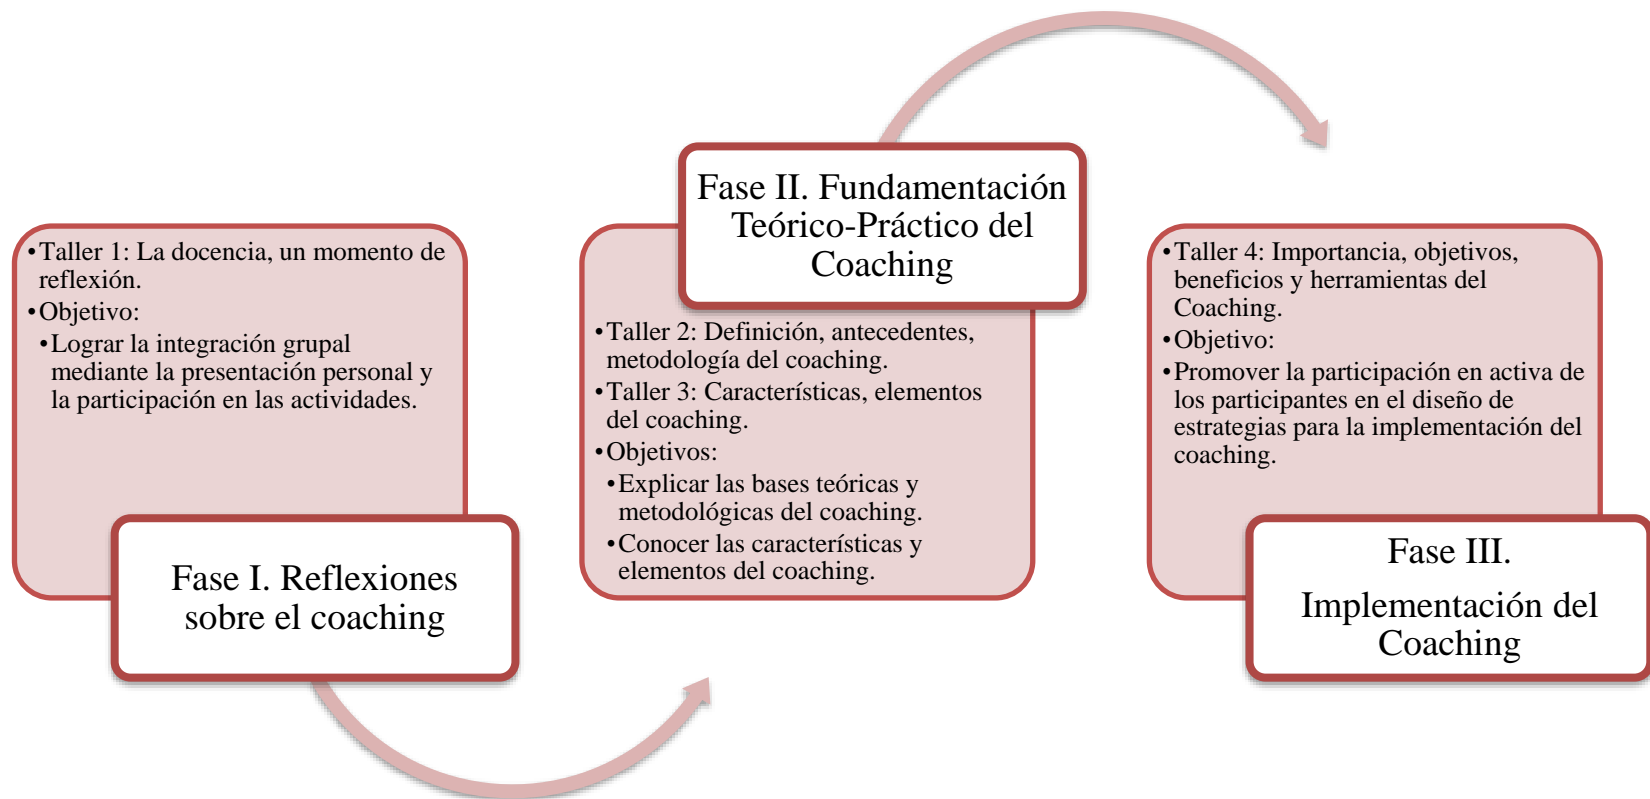 •Taller 1: La docencia, un momento de
reflexión.
•Objetivo:
•Lograr la integración grupal
mediante la presentación personal y
la participación en las actividades.
Fase I. Reflexiones
sobre el coaching
Fase II. Fundamentación
Teórico-Práctico del
Coaching
•Taller 2: Definición, antecedentes,
metodología del coaching.
•Taller 3: Características, elementos
del coaching.
•Objetivos:
•Explicar las bases teóricas y
metodológicas del coaching.
•Conocer las características y
elementos del coaching.
•Taller 4: Importancia, objetivos,
beneficios y herramientas del
Coaching.
•Objetivo:
•Promover la participación en activa de
los participantes en el diseño de
estrategias para la implementación del
coaching.
Fase III.
Implementación del
Coaching